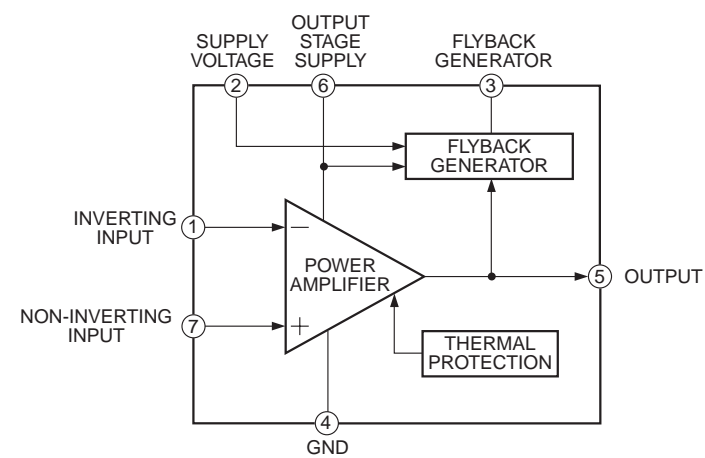 OUTPUT
STAGE
SUPPLY
SUPPLY
VOLTAGE
FLYBACK
GENERATOR
2
6
3
FLYBACK
GENERATOR
INVERTING
INPUT
1
−
POWER
AMPLIFIER
5
OUTPUT
NON-INVERTING
INPUT
7
+
THERMAL
PROTECTION
4
GND